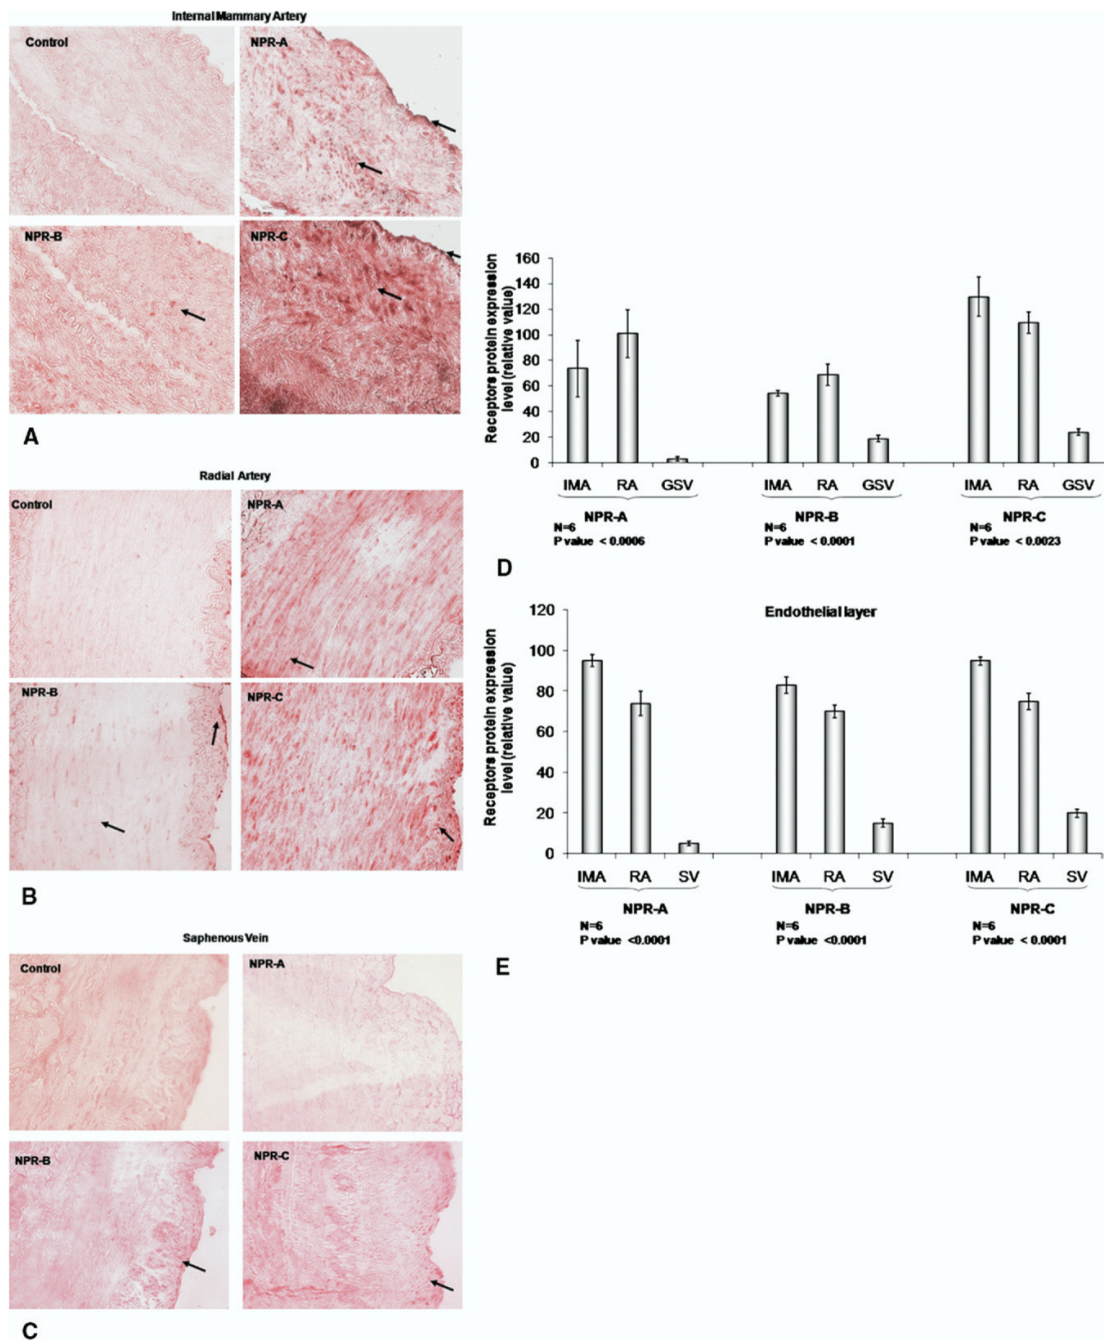 Internal Mammary Artery
Control
NPR-A
NPR-B
NPR-C
A
Radial Artery
Control
NPR-A
NPR-B
NPR-C
B
Saphenous Vein
Control
NPR-A
NPR-B
NPR-C
C
Receptors protein expression
level (relative value)
160
140
120
100
80
60
40
20
0
IMA RA GSV IMA RA GSV IMA RA GSV
NPR-A NPR-B NPR-C
N=6 N=6 N=6
P value < 0.0006 P value < 0.0001 P value < 0.0023
D
Endothelial layer
Receptors protein expression
level (relative value)
120
100
80
60
40
20
0
IMA RA SV IMA RA SV IMA RA SV
NPR-A NPR-B NPR-C
N=6 N=6 N=6
P value <0.0001 P value <0.0001 P value < 0.0001
E